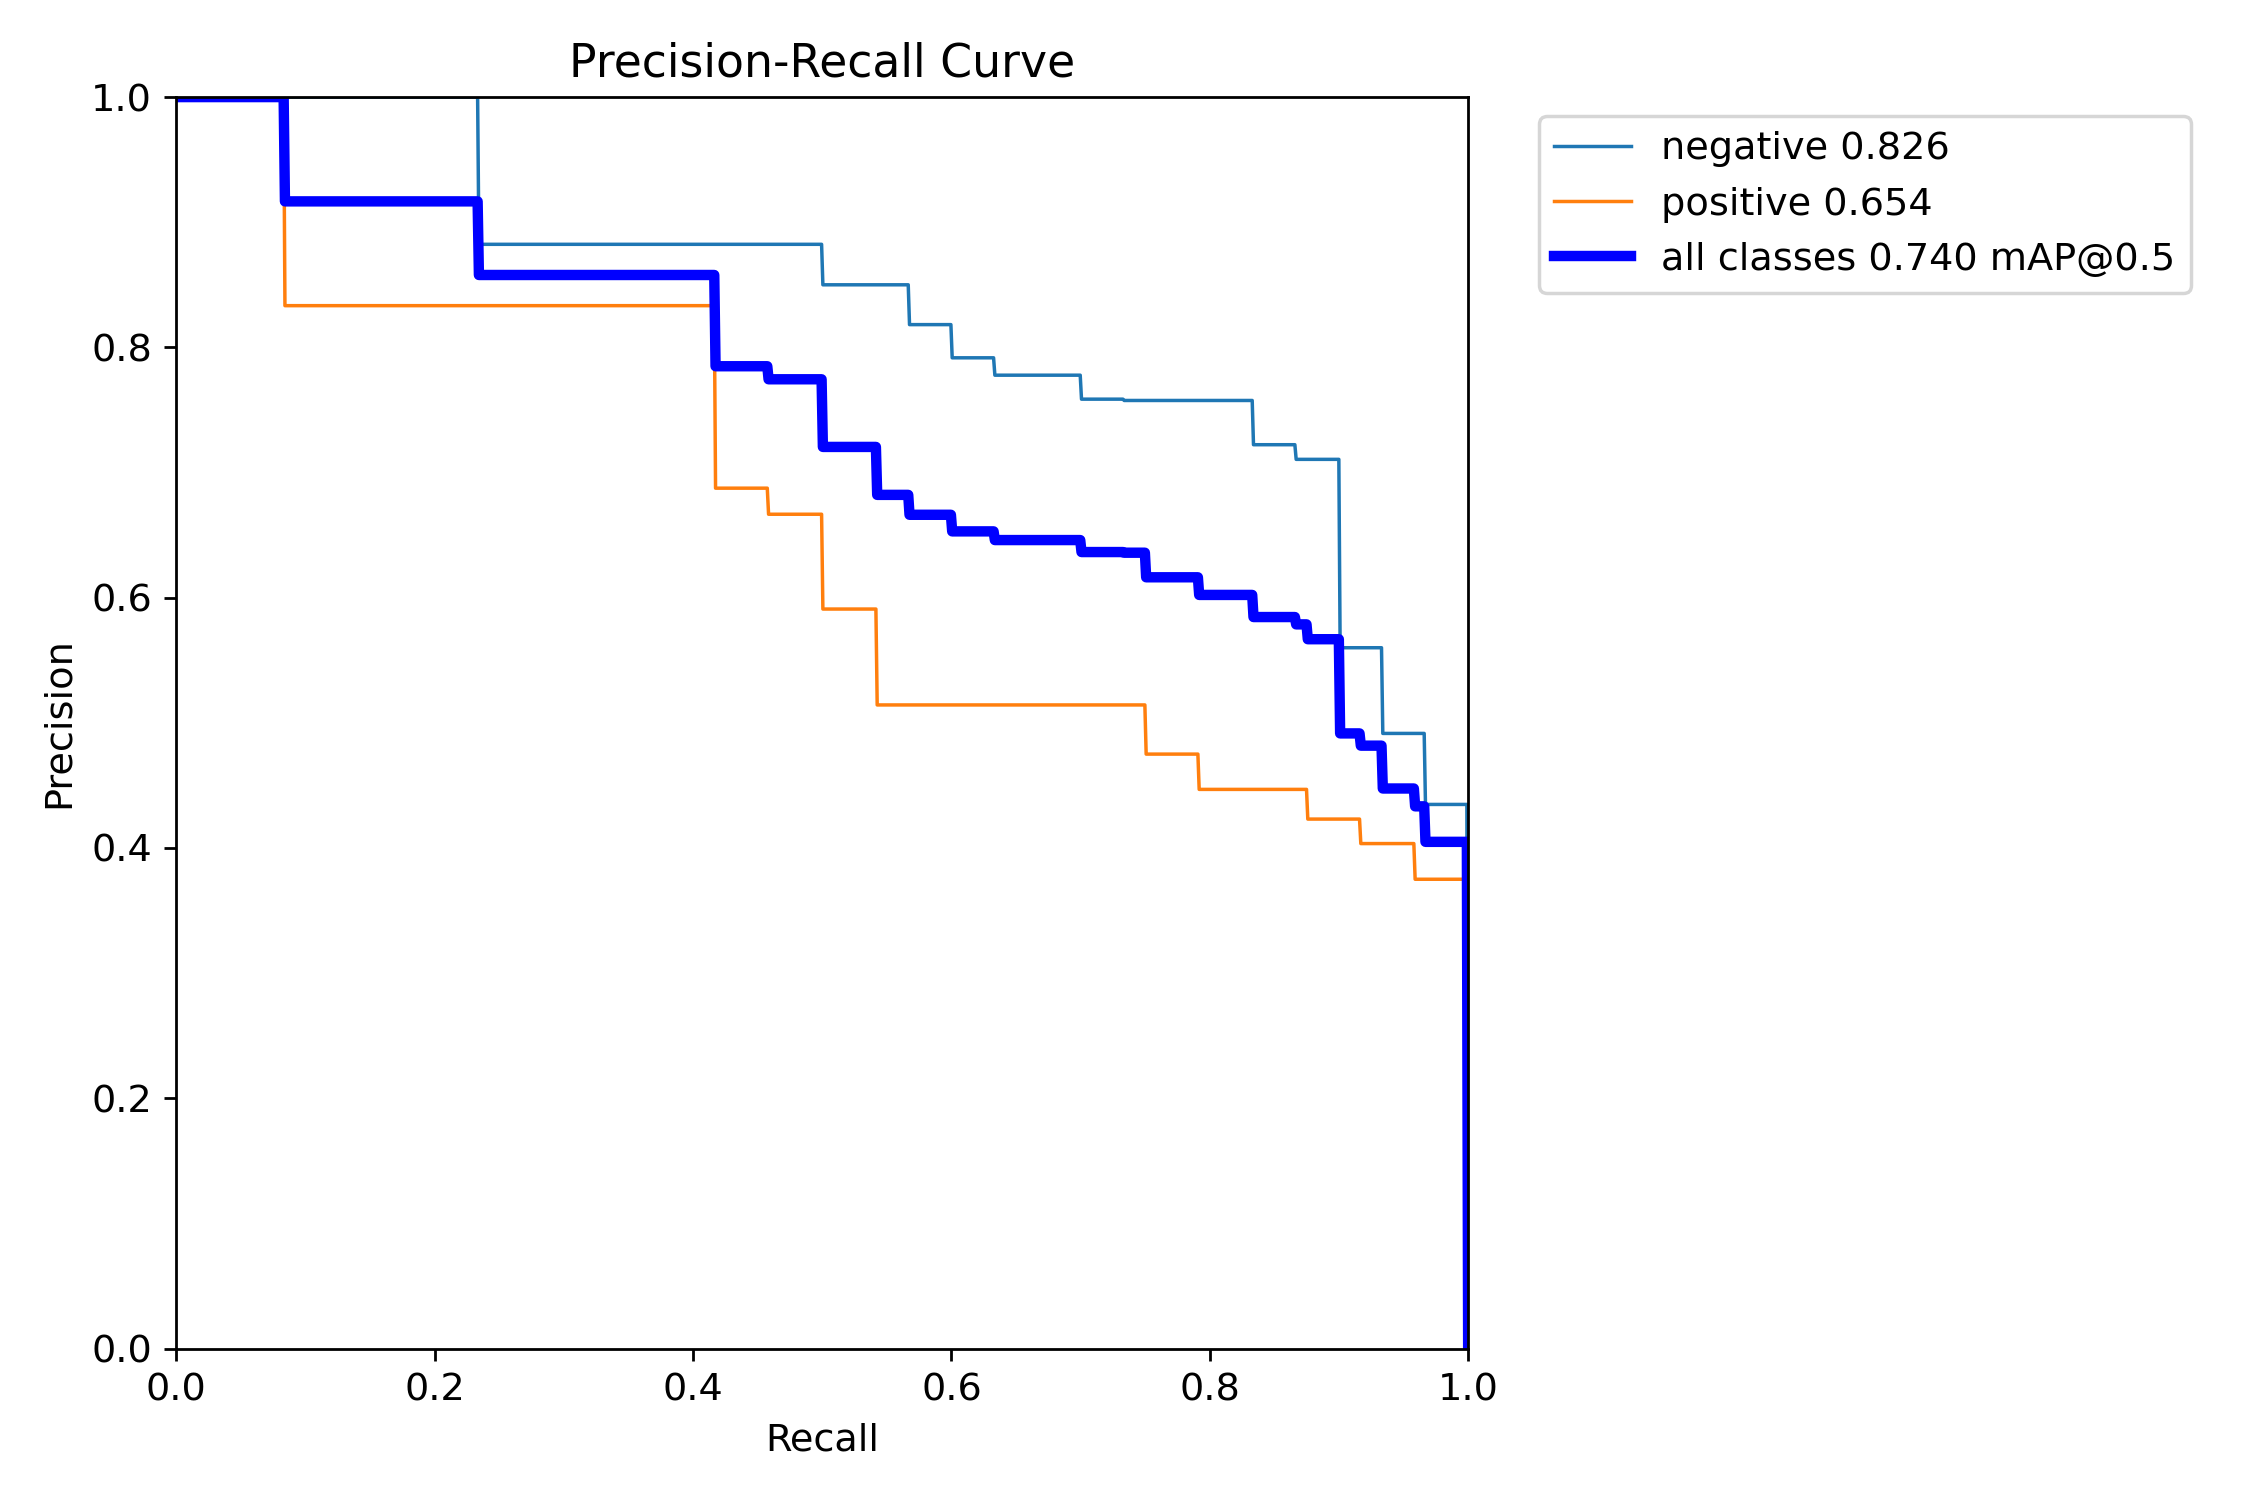 Precision-Recall Curve
1.0
0.8
0.6
0.4
0.2
0.0
Precision
0.0 0.2 0.4 0.6 0.8 1.0
Recall
negative 0.826
positive 0.654
all classes 0.740 mAP@0.5